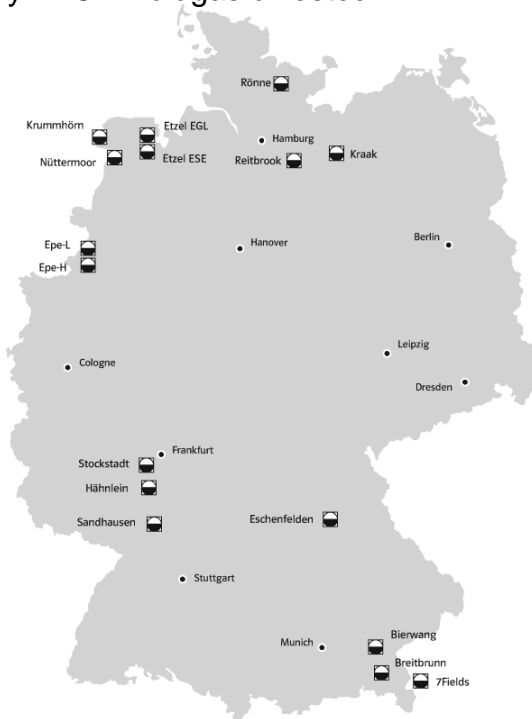 Rönne
Krummhörn
Etzel EGL
Hamburg
Nüttermoor
Etzel ESE
Reitbrook
Kraak
Epe-L
Hanover
Berlin
Epe-H
Leipzig
Cologne
Dresden
Frankfurt
Stockstadt
Hähnlein
Sandhausen
Eschenfelden
Stuttgart
Munich
Bierwang
Breitbrunn
7Fields